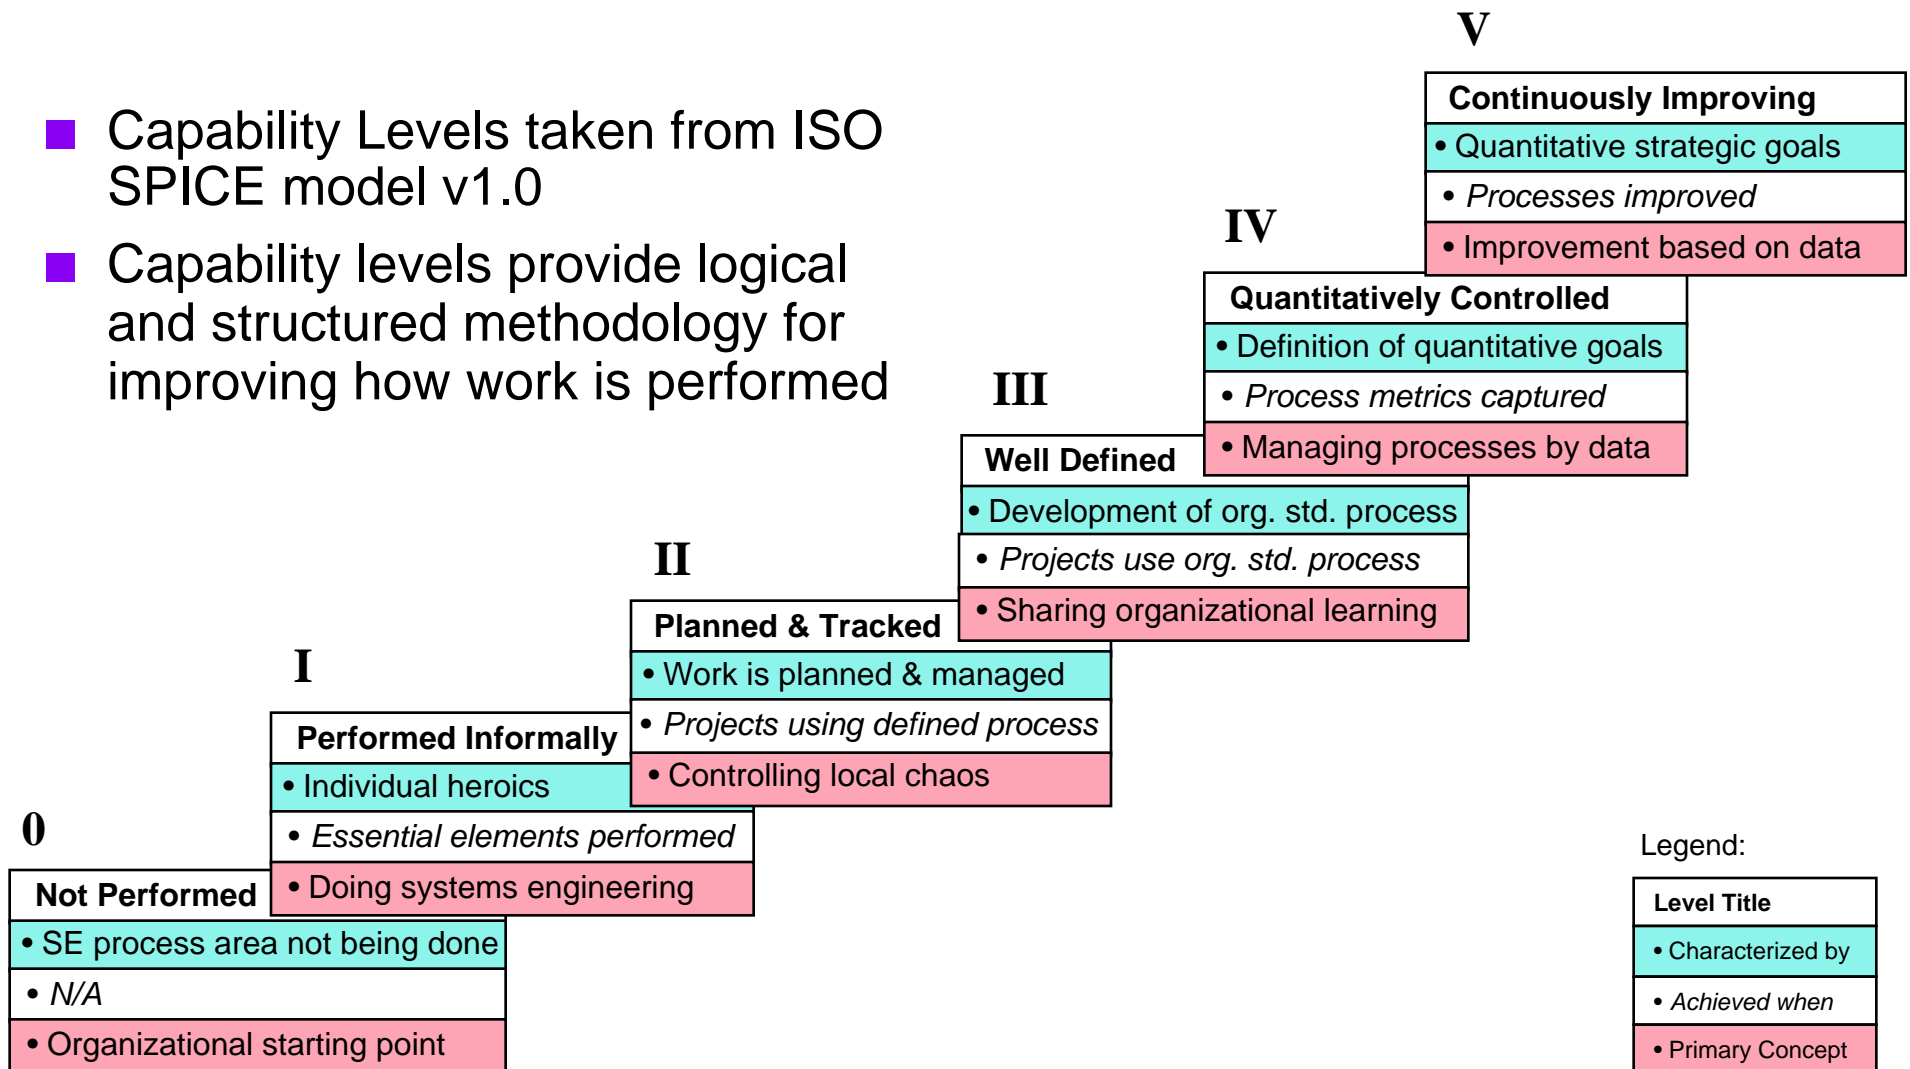 ■ Capability Levels taken from ISO
SPICE model v1.0
■ Capability levels provide logical
and structured methodology for
improving how work is performed
V
Continuously Improving
• Quantitative strategic goals
• Processes improved
• Improvement based on data
IV
Quantitatively Controlled
• Definition of quantitative goals
• Process metrics captured
• Managing processes by data
III
Well Defined
• Development of org. std. process
• Projects use org. std. process
• Sharing organizational learning
II
Planned & Tracked
• Work is planned & managed
• Projects using defined process
• Controlling local chaos
I
Performed Informally
• Individual heroics
• Essential elements performed
• Doing systems engineering
0
Not Performed
• SE process area not being done
• N/A
• Organizational starting point
Legend:
Level Title
• Characterized by
• Achieved when
• Primary Concept